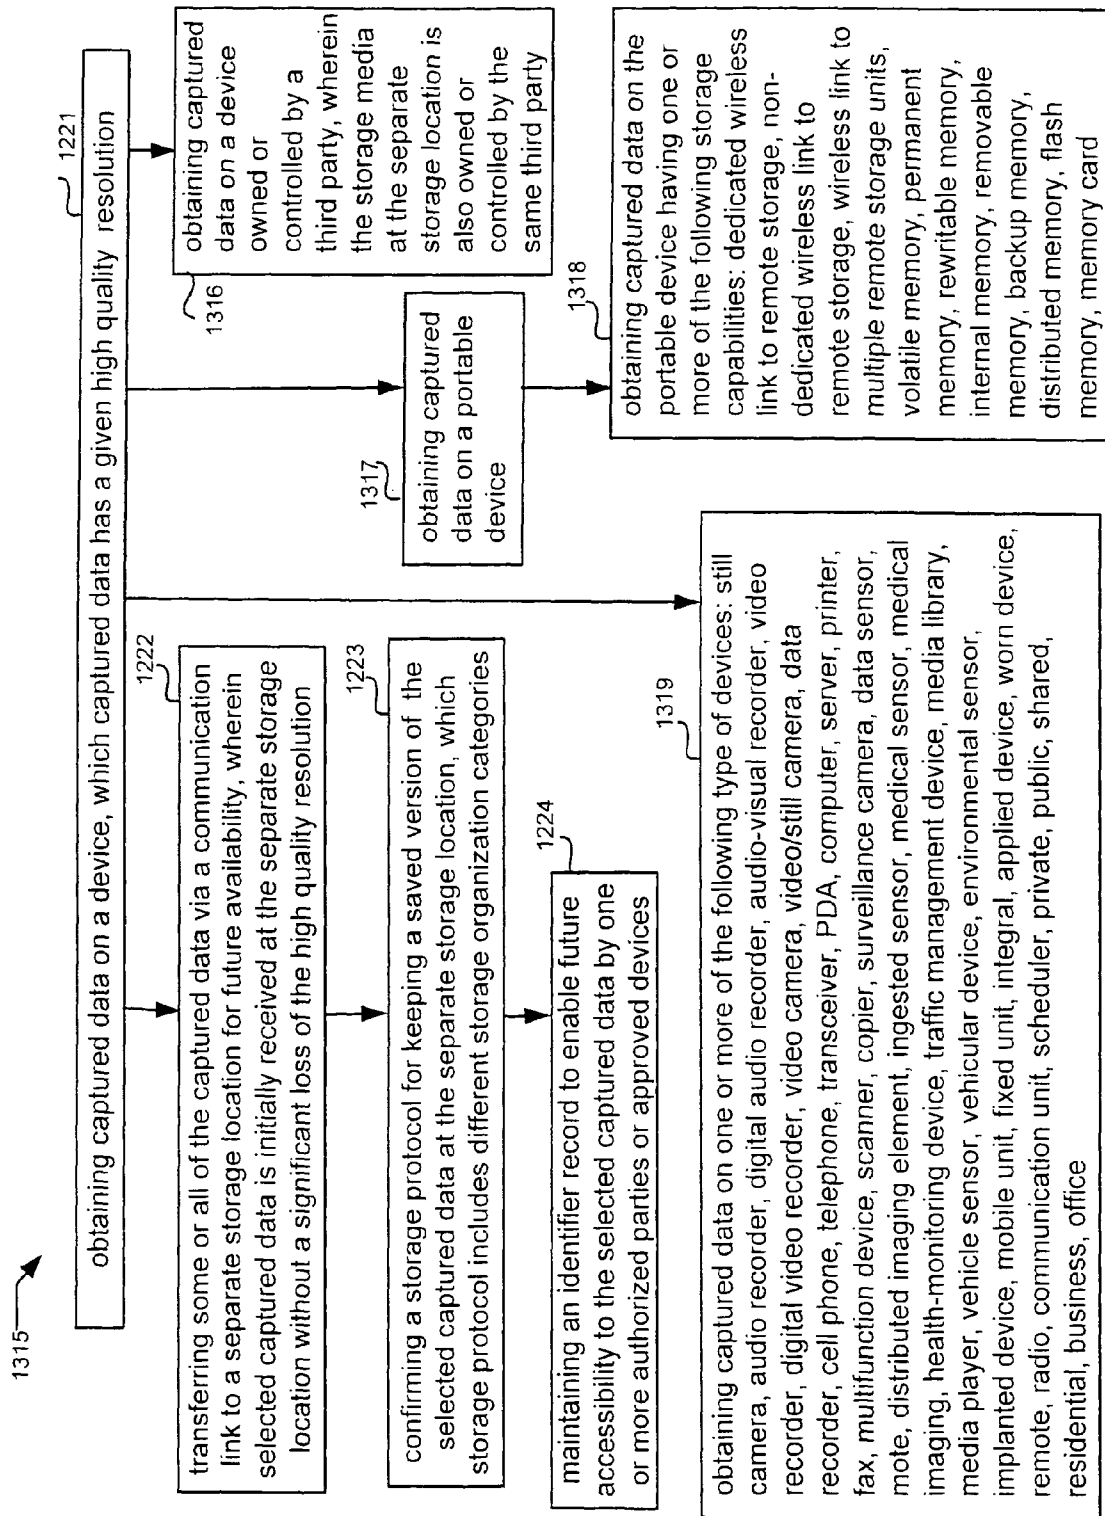 1315
1221
obtaining captured data on a device, which captured data has a given high quality resolution
1222
transferring some or all of the captured data via a communication
link to a separate storage location for future availability, wherein
selected captured data is initially received at the separate storage
location without a significant loss of the high quality resolution
1223
confirming a storage protocol for keeping a saved version of the
selected captured data at the separate storage location, which
storage protocol includes different storage organization categories
1224
maintaining an identifier record to enable future
accessibility to the selected captured data by one
or more authorized parties or approved devices
1316
obtaining captured
data on a device
owned or
controlled by a
third party, wherein
the storage media
at the separate
storage location is
also owned or
controlled by the
same third party
1317
obtaining captured
data on a portable
device
1318
obtaining captured data on the
portable device having one or
more of the following storage
capabilities: dedicated wireless
link to remote storage, non-
dedicated wireless link to
remote storage, wireless link to
multiple remote storage units,
volatile memory, permanent
memory, rewritable memory,
internal memory, removable
memory, backup memory,
distributed memory, flash
memory, memory card
1319
obtaining captured data on one or more of the following type of devices: still
camera, audio recorder, digital audio recorder, audio-visual recorder, video
recorder, digital video recorder, video camera, video/still camera, data
recorder, cell phone, telephone, transceiver, PDA, computer, server, printer,
fax, multifunction device, scanner, copier, surveillance camera, data sensor,
mote, distributed imaging element, ingested sensor, medical sensor, medical
imaging, health-monitoring device, traffic management device, media library,
media player, vehicle sensor, vehicular device, environmental sensor,
implanted device, mobile unit, fixed unit, integral, applied device, worn device,
remote, radio, communication unit, scheduler, private, public, shared,
residential, business, office